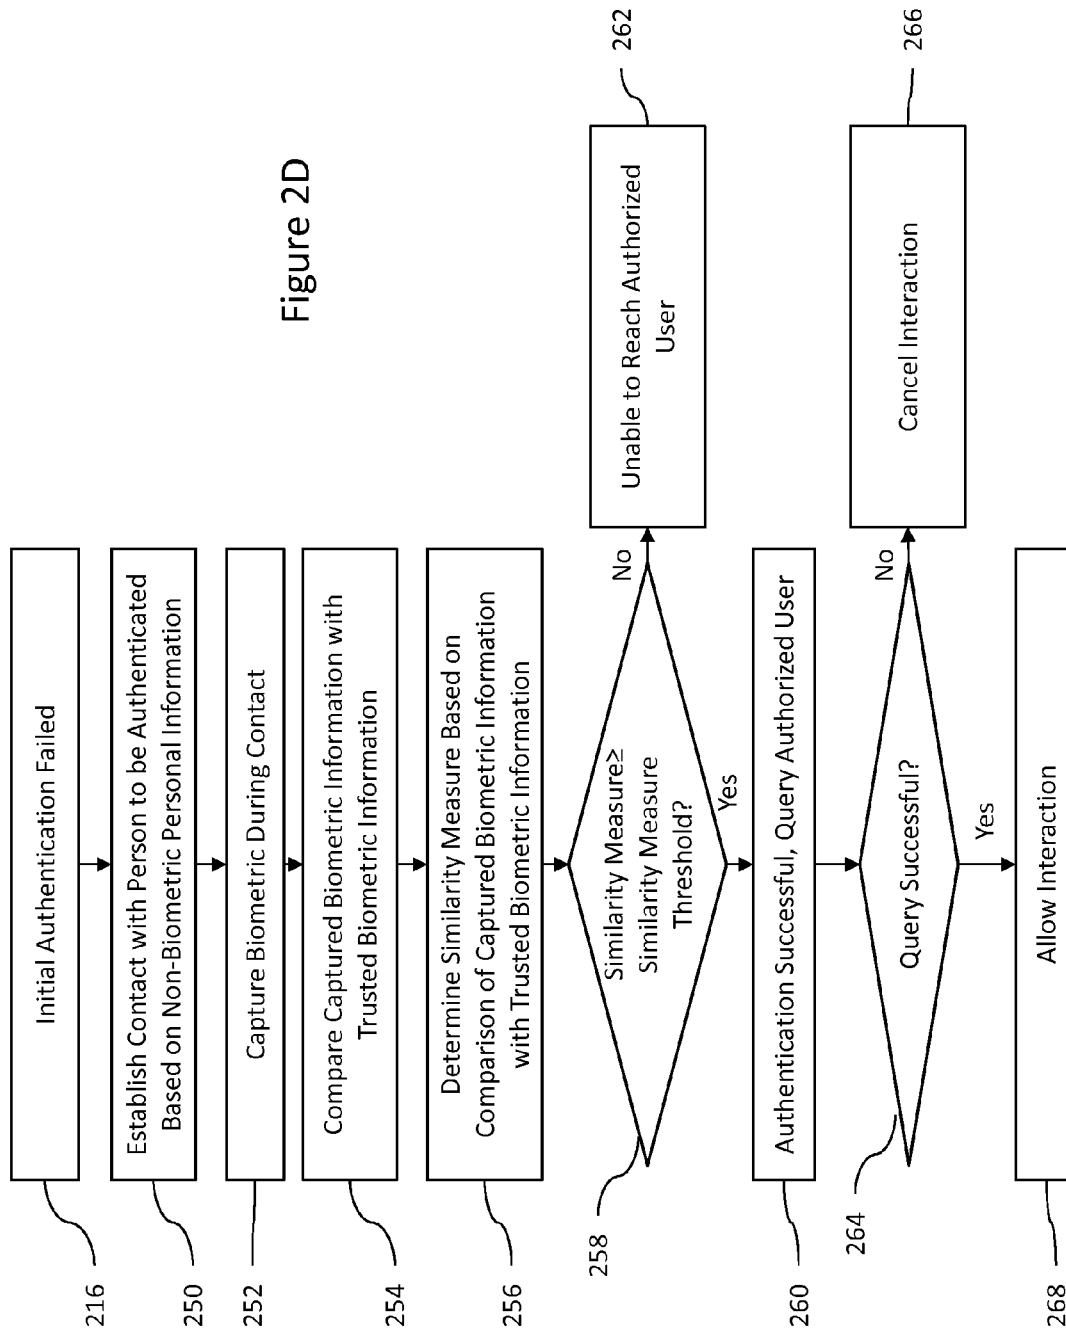 Figure 2D
216
Initial Authentication Failed
250
Establish Contact with Person to be Authenticated
Based on Non-Biometric Personal Information
252
Capture Biometric During Contact
254
Compare Captured Biometric Information with
Trusted Biometric Information
256
Determine Similarity Measure Based on
Comparison of Captured Biometric Information
with Trusted Biometric Information
258
Similarity Measure≥
Similarity Measure
Threshold?
No
Unable to Reach Authorized
User
262
Yes
260
Authentication Successful, Query Authorized User
264
Query Successful?
No
Cancel Interaction
266
Yes
268
Allow Interaction